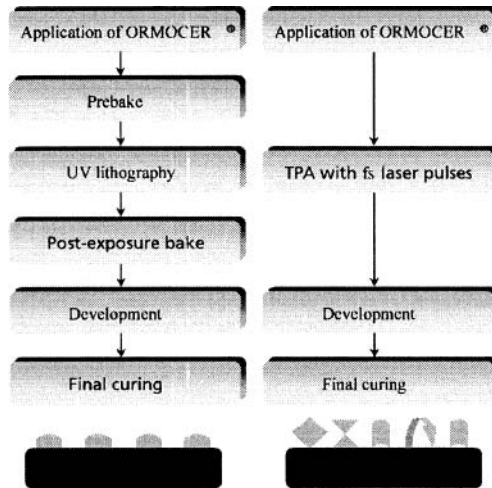 Application of ORMOCER ®
Prebake
UV lithography
Post-exposure bake
Development
Final curing
Application of ORMOCER ®
TPA with fs laser pulses
Development
Final curing